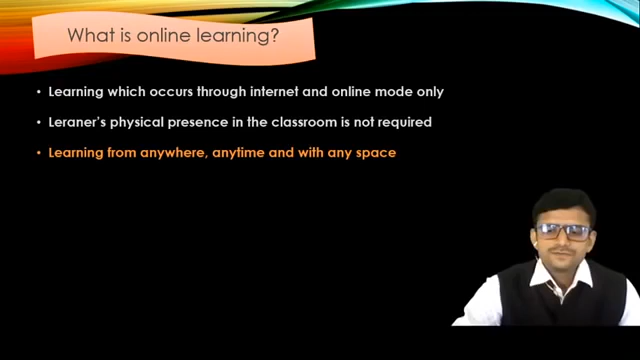 What is online learning?
• Learning which occurs through internet and online mode only
• Leraner's physical presence in the classroom is not required
• Learning from anywhere, anytime and with any space